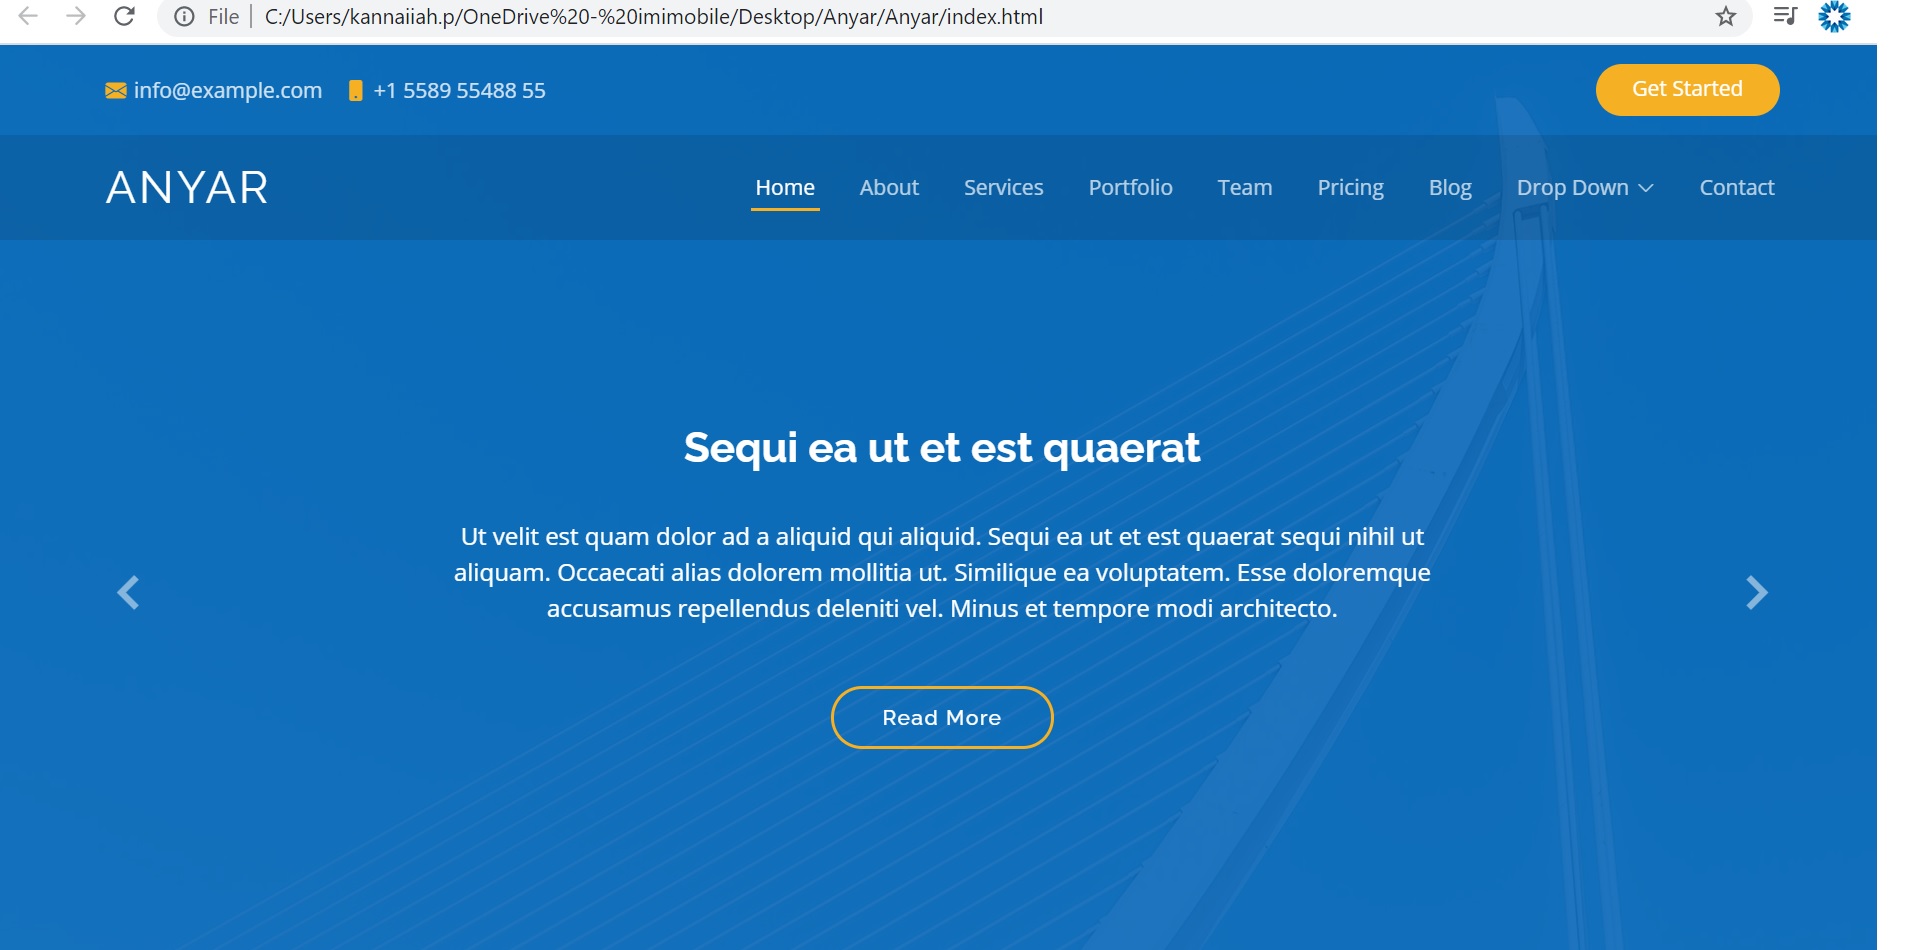 File C:/Users/kannaiiah.p/OneDrive%20-%20imimobile/Desktop/Anyar/Anyar/index.html
info@example.com +1 5589 55488 55 Get Started
ANYAR Home About Services Portfolio Team Pricing Blog Drop Down Contact
Sequi ea ut et est quaerat
Ut velit est quam dolor ad a aliquid qui aliquid. Sequi ea ut et est quaerat sequi nihil ut
aliquam. Occaecati alias dolorem mollitia ut. Similique ea voluptatem. Esse doloremque
accusamus repellendus deleniti vel. Minus et tempore modi architecto.
Read More